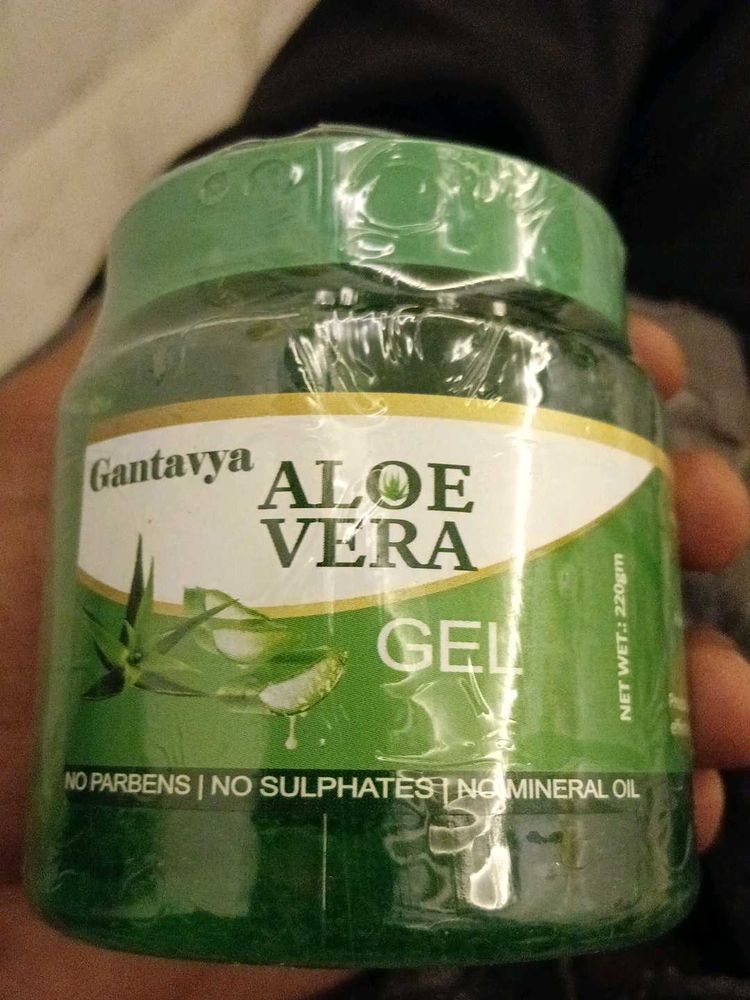 Gantavya
ALOE
VERA
GEL
NET WET.: 220gm
NO PARBENS | NO SULPHATES | NO MINERAL OIL